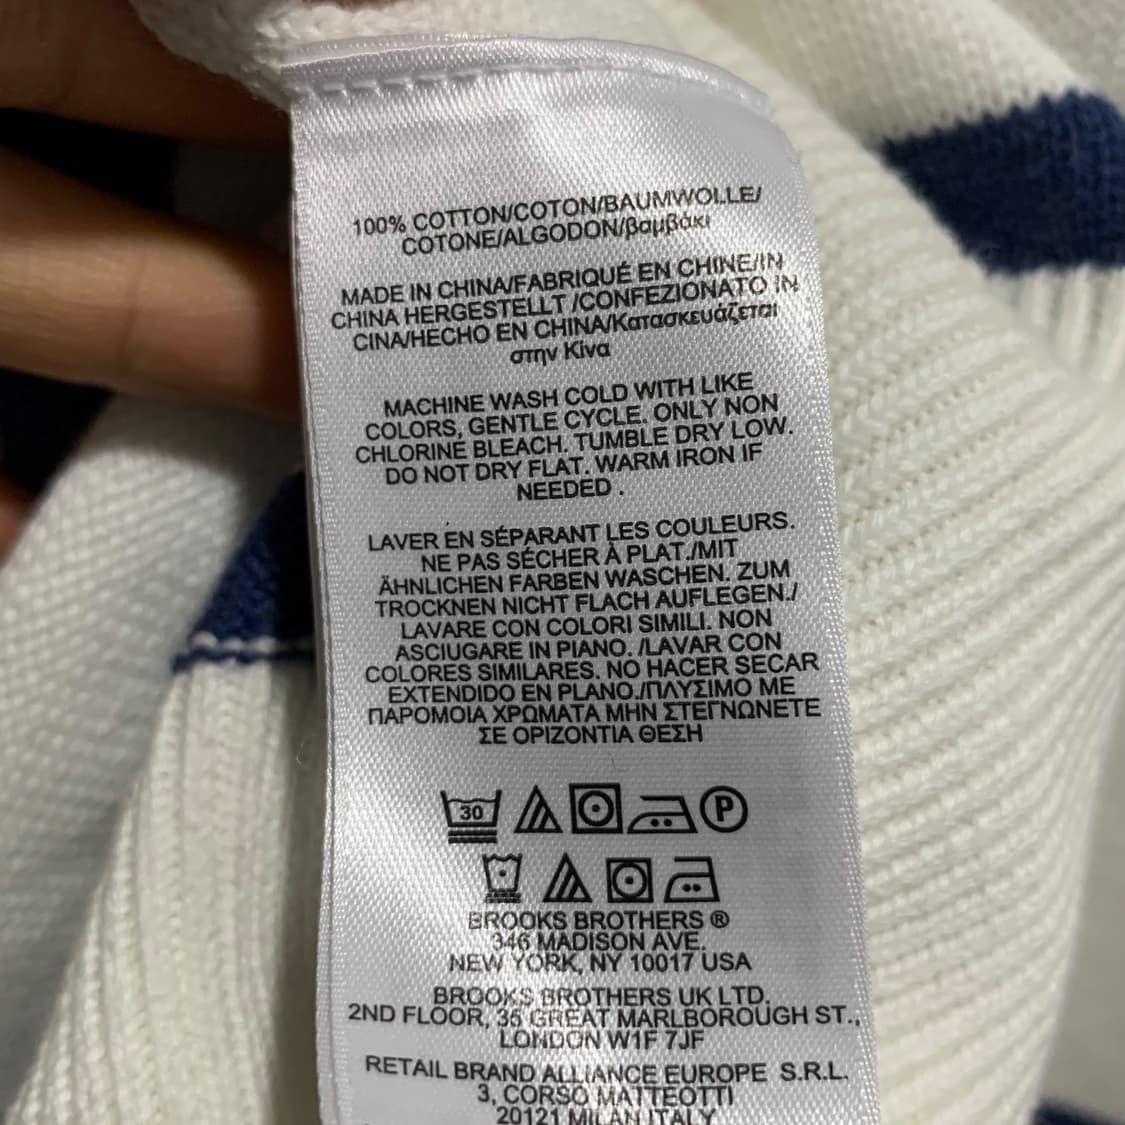 100% COTTON/COTON/BAUMWOLLE/
COTONE/ALGODON/βαμβάκι
MADE IN CHINA/FABRIQUÉ EN CHINE/IN
CHINA HERGESTELLT /CONFEZIONATO IN
CINA/HECHO EN CHINA/Κατασκευάζεται
στην Κίνα
MACHINE WASH COLD WITH LIKE
COLORS, GENTLE CYCLE. ONLY NON
CHLORINE BLEACH. TUMBLE DRY LOW.
DO NOT DRY FLAT. WARM IRON IF
NEEDED .
LAVER EN SÉPARANT LES COULEURS.
NE PAS SÉCHER À PLAT./MIT
ÄHNLICHEN FARBEN WASCHEN. ZUM
TROCKNEN NICHT FLACH AUFLEGEN./
LAVARE CON COLORI SIMILI. NON
ASCIUGARE IN PIANO. /LAVAR CON
COLORES SIMILARES. NO HACER SECAR
EXTENDIDO EN PLANO./ΠΛΥΣΙΜΟ ΜΕ
ΠΑΡΟΜΟΙΑ ΧΡΩΜΑΤΑ ΜΗΝ ΣΤΕΓΝΩΝΕΤΕ
ΣΕ ΟΡΙΖΟΝΤΙΑ ΘΕΣΗ
30 P
BROOKS BROTHERS ®
346 MADISON AVE.
NEW YORK, NY 10017 USA
BROOKS BROTHERS UK LTD.
2ND FLOOR, 35 GREAT MARLBOROUGH ST.,
LONDON W1F 7JF
RETAIL BRAND ALLIANCE EUROPE S.R.L.
3, CORSO MATTEOTTI
20121 MILAN ITALY